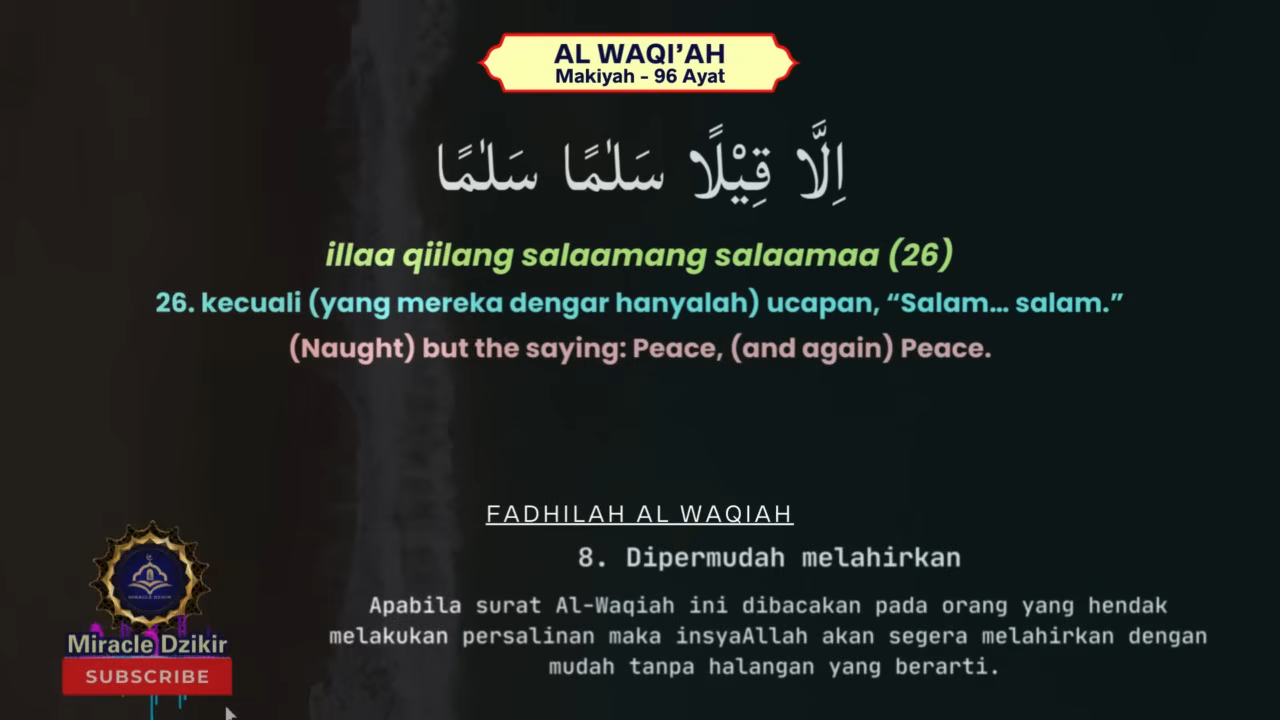 AL WAQI’AH
Makiyah - 96 Ayat
اِلَّا قِيْلًا سَلٰمًا سَلٰمًا
illaa qiilang salaamang salaamaa (26)
26. kecuali (yang mereka dengar hanyalah) ucapan, “Salam… salam.”
(Naught) but the saying: Peace, (and again) Peace.
FADHILAH AL WAQIAH
8. Dipermudah melahirkan
Apabila surat Al-Waqiah ini dibacakan pada orang yang hendak
melakukan persalinan maka insyaAllah akan segera melahirkan dengan
mudah tanpa halangan yang berarti.
MIRACLE DZIKIR
Miracle Dzikir
SUBSCRIBE